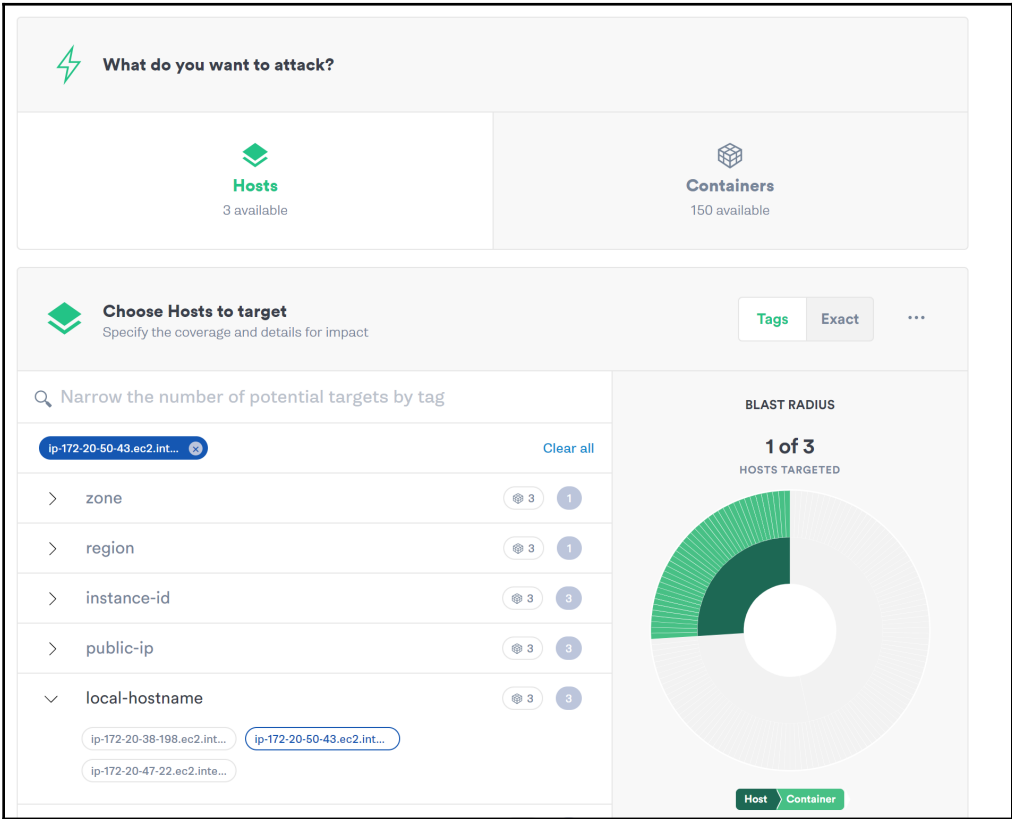 What do you want to attack?
Hosts
3 available
Containers
150 available
Choose Hosts to target
Specify the coverage and details for impact
Tags
Exact
...
Narrow the number of potential targets by tag
ip-172-20-50-43.ec2.int...
Clear all
zone 3 1
region 3 1
instance-id 3 3
public-ip 3 3
local-hostname 3 3
ip-172-20-38-198.ec2.int... ip-172-20-50-43.ec2.int...
ip-172-20-47-22.ec2.inte...
BLAST RADIUS
1 of 3
HOSTS TARGETED
Host Container